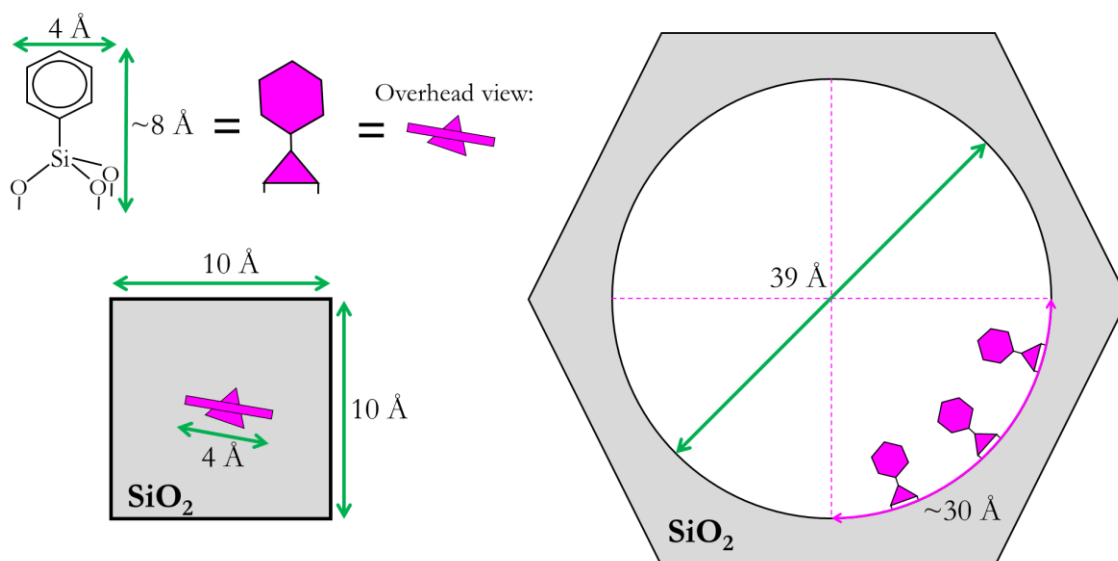 4 Å
~8 Å
Si
O
O
O
=
=
Overhead view:
10 Å
10 Å
4 Å
SiO₂
39 Å
~30 Å
SiO₂